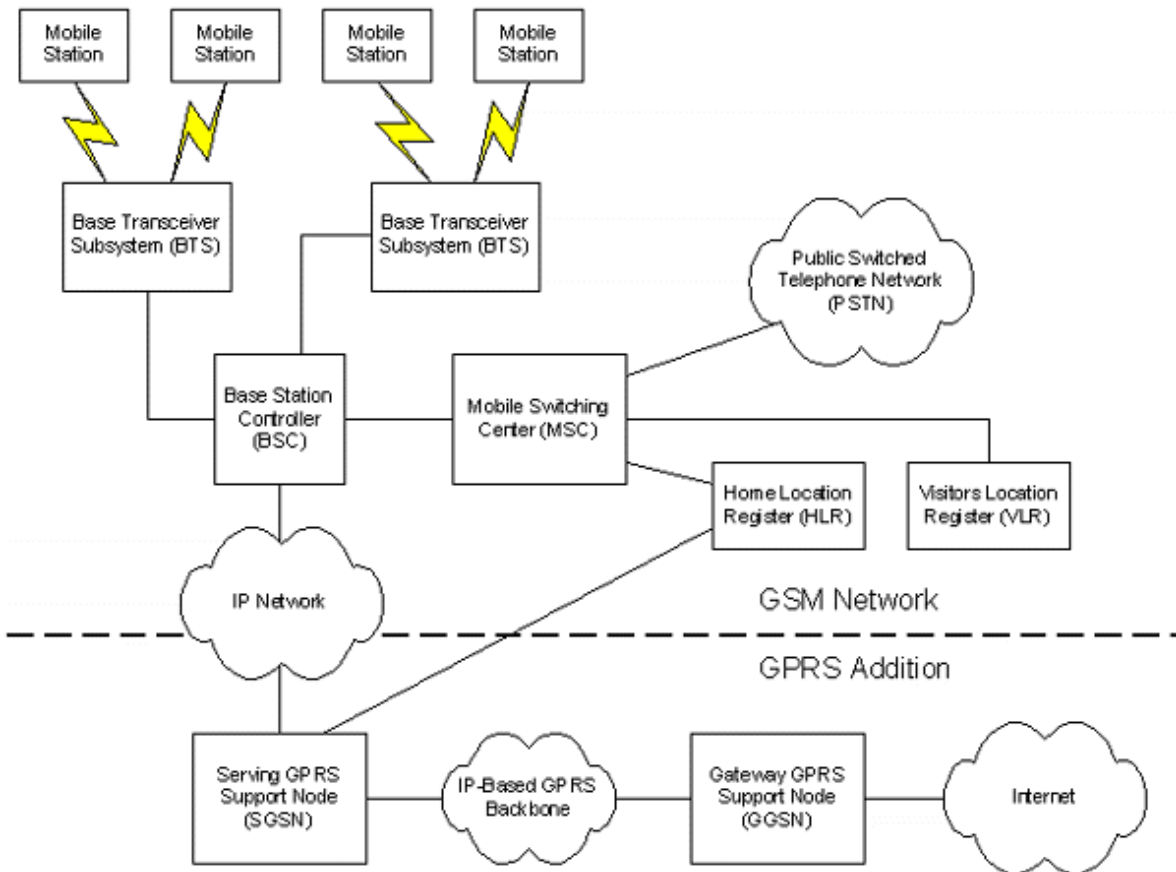 Mobile
Station
Mobile
Station
Mobile
Station
Mobile
Station
Base Transceiver
Subsystem (BTS)
Base Transceiver
Subsystem (BTS)
Public Switched
Telephone Network
(PSTN)
Base Station
Controller
(BSC)
Mobile Switching
Center (MSC)
Home Location
Register (HLR)
Visitors Location
Register (VLR)
IP Network
GSM Network
GPRS Addition
Serving GPRS
Support Node
(SGSN)
IP-Based GPRS
Backbone
Gateway GPRS
Support Node
(GGSN)
Internet